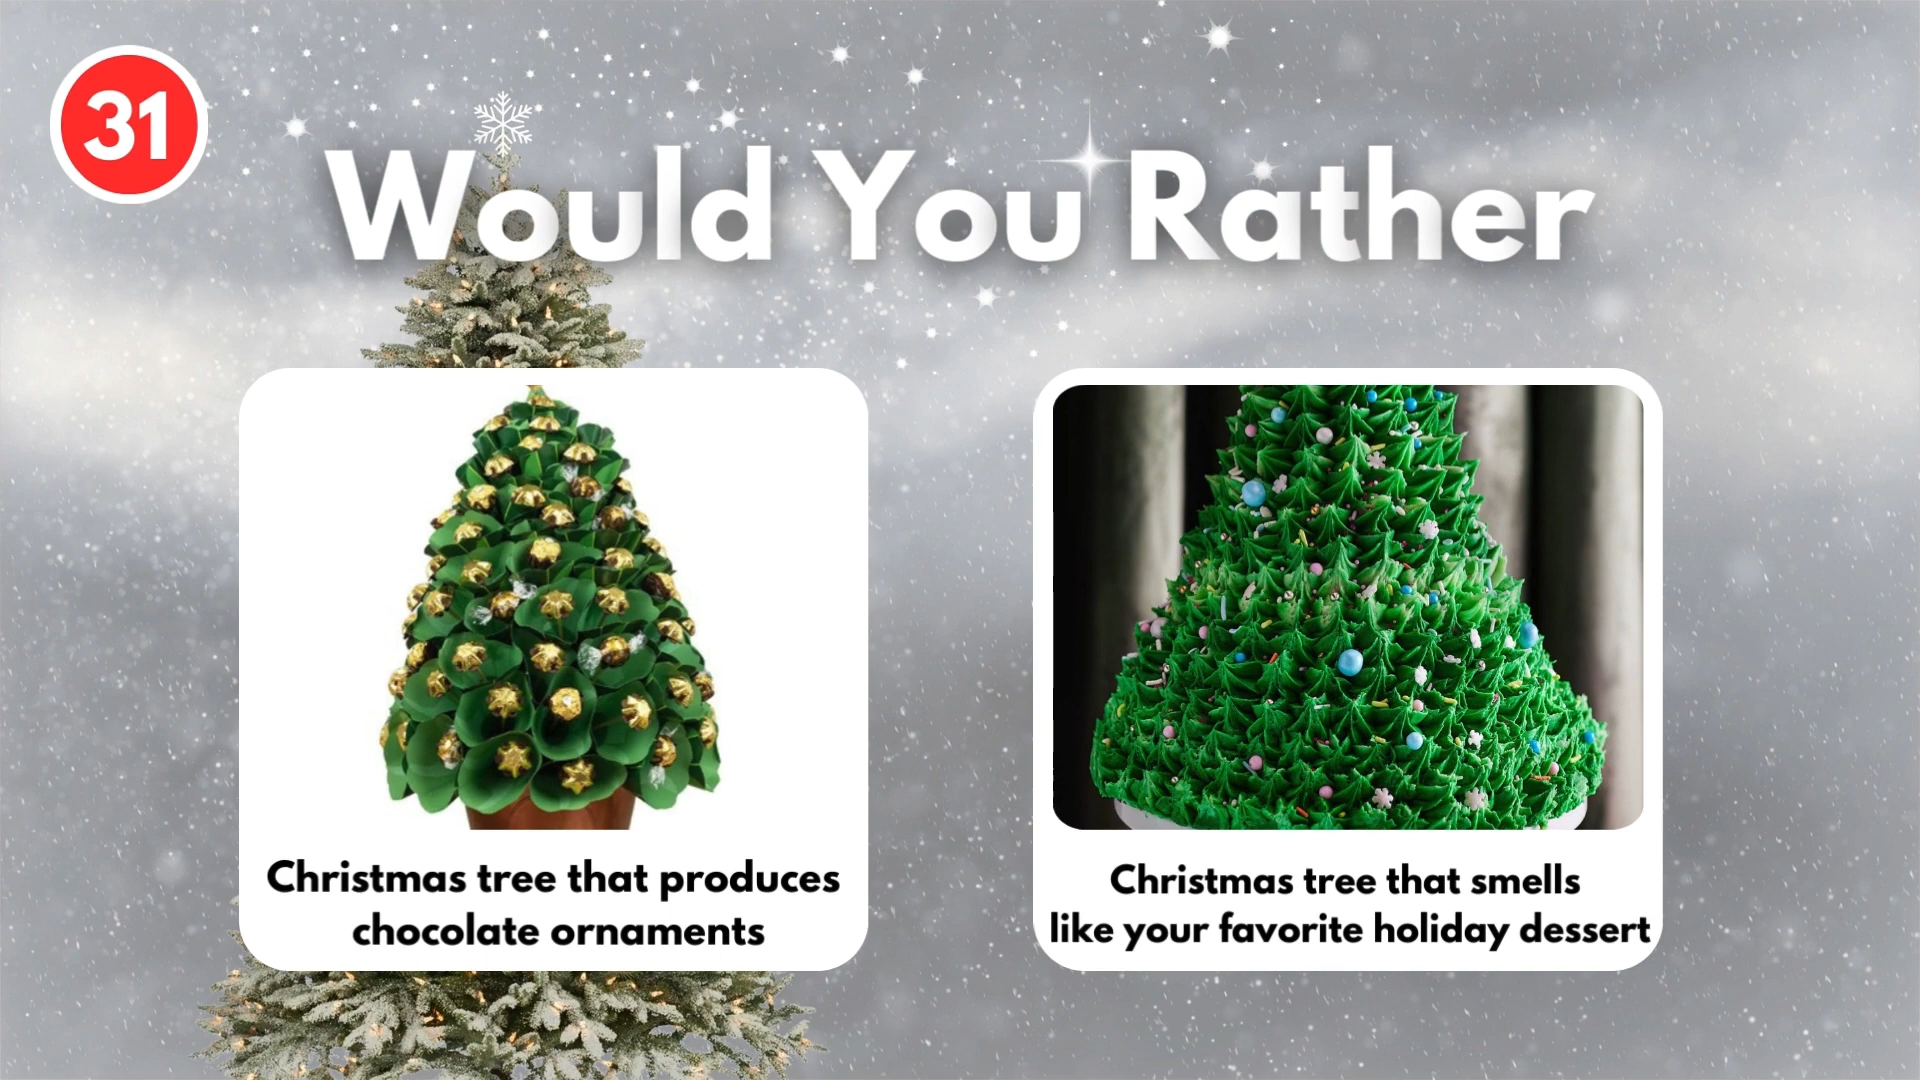 31
Would You Rather
Christmas tree that produces
chocolate ornaments
Christmas tree that smells
like your favorite holiday dessert